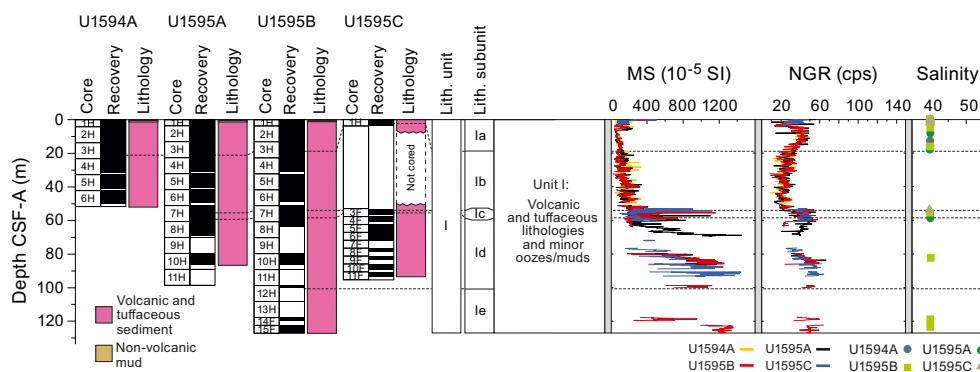 U1594A U1595A U1595B U1595C
Core Recovery Lithology Core Recovery Lithology Core Recovery Lithology Core Recovery Lithology Lith. unit Lith. subunit
MS (10-5 SI) NGR (cps) Salinity
0 400 800 1200 20 60 100 140 40 50
Depth CSF-A (m)
0
20
40
60
80
100
120
1H
2H
3H
4H
5H
6H
1H
2H
3H
4H
5H
6H
7H
8H
9H
10H
11H
1H
2H
3H
4H
5H
6H
7H
8H
9H
10H
11H
12H
13H
14F
15F
1H
3F
4F
5F
6F
7F
8F
9F
10F
11F
Not cored
I
Ia
Ib
Ic
Id
Ie
Unit I:
Volcanic
and tuffaceous
lithologies
and minor
oozes/muds
Volcanic and
tuffaceous
sediment
Non-volcanic
mud
U1594A U1595A U1594A U1595A
U1595B U1595C U1595B U1595C